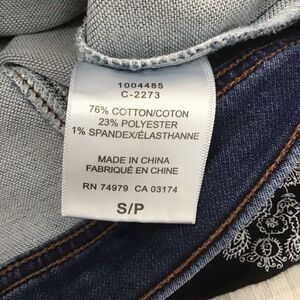 1004485
C-2273
76% COTTON/COTON
23% POLYESTER
1% SPANDEX/ÉLASTHANNE
MADE IN CHINA
FABRIQUÉ EN CHINE
RN 74979 CA 03174
S/P